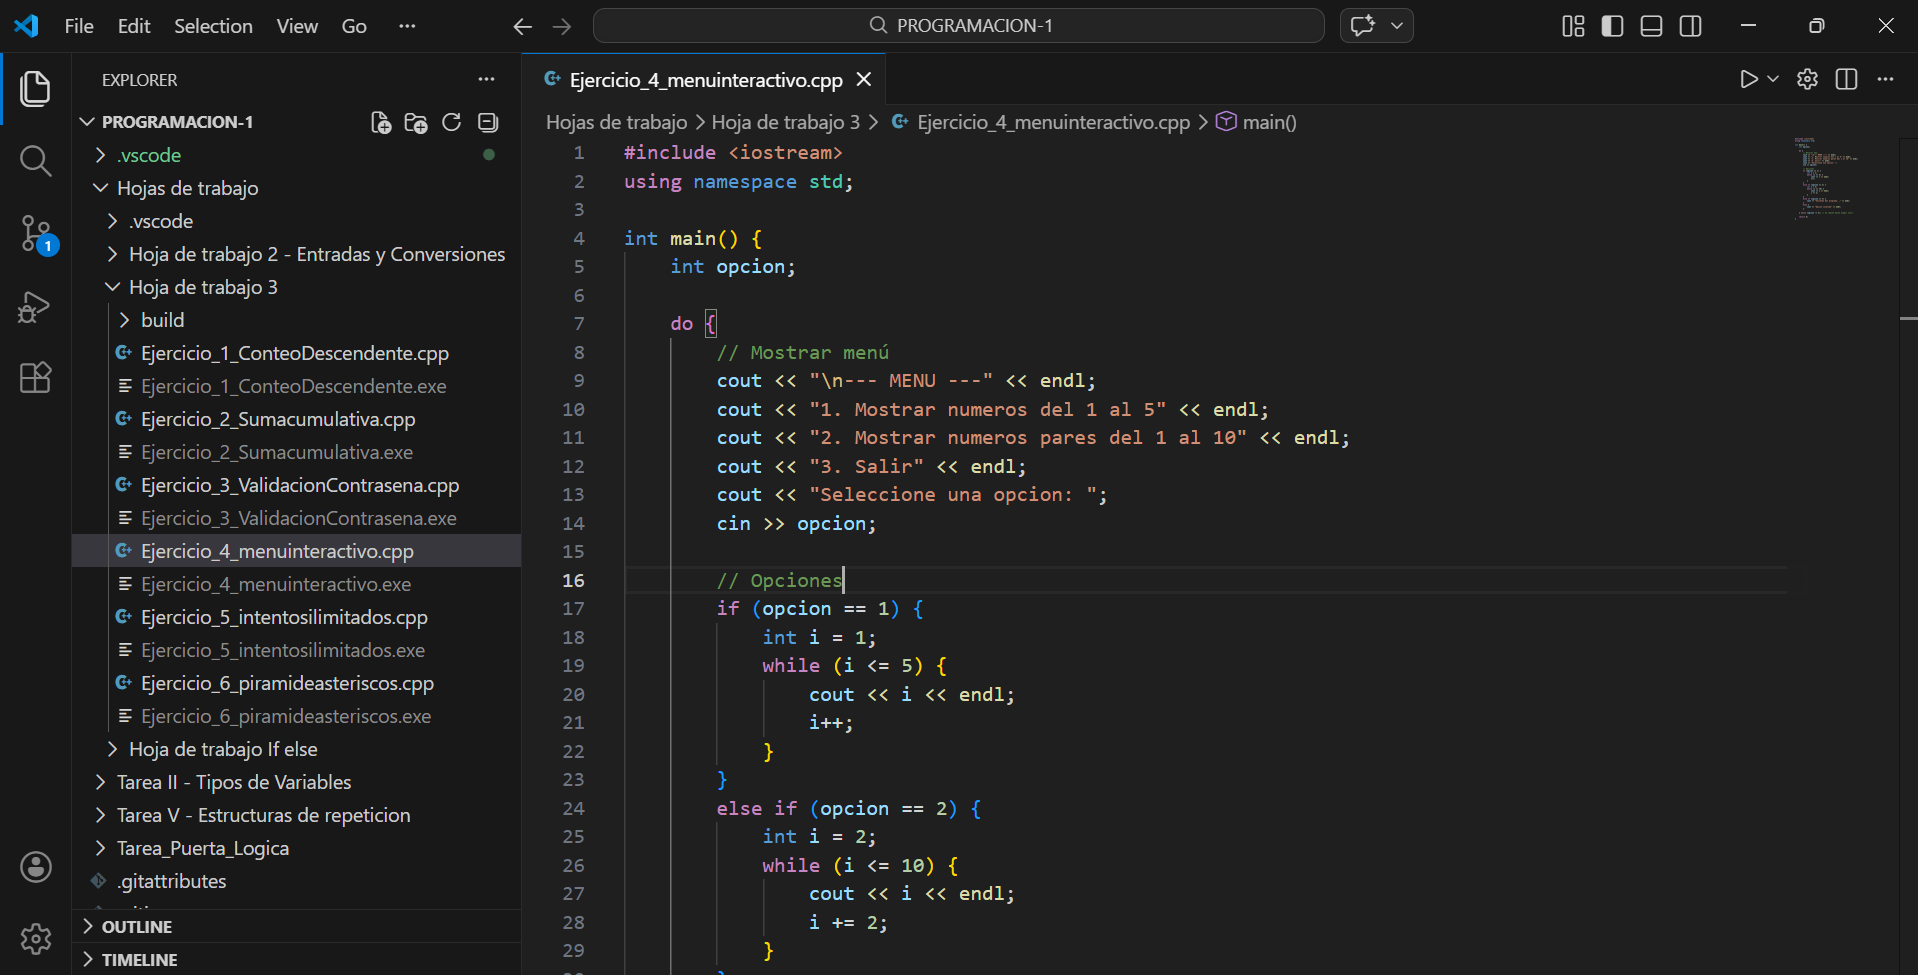 File Edit Selection View Go ··· PROGRAMACION-1
EXPLORER
PROGRAMACION-1
.vscode
Hojas de trabajo
.vscode
Hoja de trabajo 2 - Entradas y Conversiones
Hoja de trabajo 3
build
Ejercicio_1_ConteoDescendente.cpp
Ejercicio_1_ConteoDescendente.exe
Ejercicio_2_Sumacumulativa.cpp
Ejercicio_2_Sumacumulativa.exe
Ejercicio_3_ValidacionContrasena.cpp
Ejercicio_3_ValidacionContrasena.exe
Ejercicio_4_menuinteractivo.cpp
Ejercicio_4_menuinteractivo.exe
Ejercicio_5_intentosilimitados.cpp
Ejercicio_5_intentosilimitados.exe
Ejercicio_6_piramideasteriscos.cpp
Ejercicio_6_piramideasteriscos.exe
Hoja de trabajo If else
Tarea II - Tipos de Variables
Tarea V - Estructuras de repeticion
Tarea_Puerta_Logica
.gitattributes
OUTLINE
TIMELINE
1
Ejercicio_4_menuinteractivo.cpp
Hojas de trabajo > Hoja de trabajo 3 > Ejercicio_4_menuinteractivo.cpp > main()
1 #include <iostream>
2 using namespace std;
3
4 int main() {
5     int opcion;
6
7     do {
8         // Mostrar menú
9         cout << "\n--- MENU ---" << endl;
10         cout << "1. Mostrar numeros del 1 al 5" << endl;
11         cout << "2. Mostrar numeros pares del 1 al 10" << endl;
12         cout << "3. Salir" << endl;
13         cout << "Seleccione una opcion: ";
14         cin >> opcion;
15
16         // Opciones
17         if (opcion == 1) {
18             int i = 1;
19             while (i <= 5) {
20                 cout << i << endl;
21                 i++;
22             }
23         }
24         else if (opcion == 2) {
25             int i = 2;
26             while (i <= 10) {
27                 cout << i << endl;
28                 i += 2;
29             }